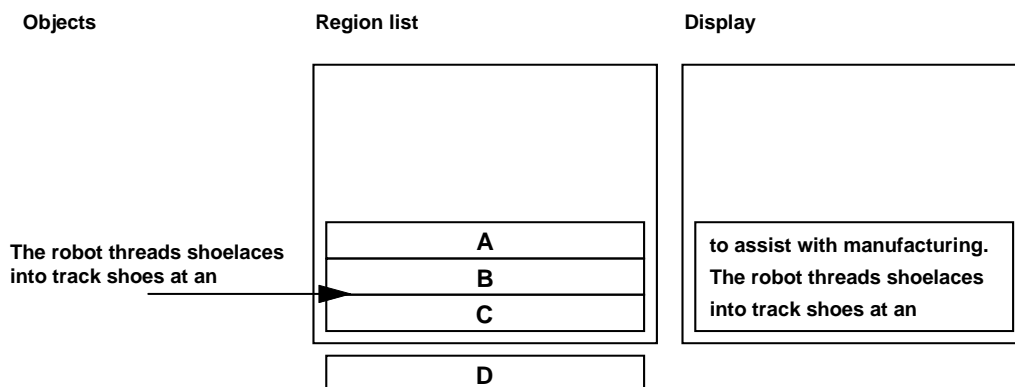 Objects
Region list
Display
The robot threads shoelaces
into track shoes at an
A
B
C
D
to assist with manufacturing.
The robot threads shoelaces
into track shoes at an